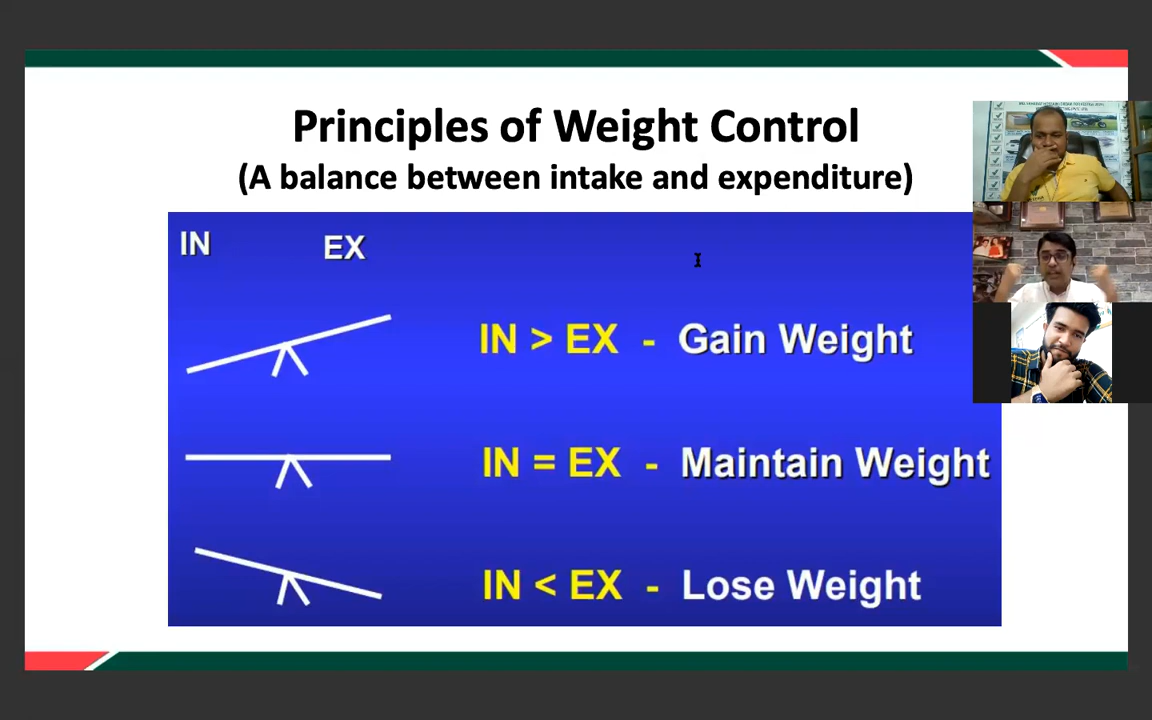 Principles of Weight Control
(A balance between intake and expenditure)
IN EX
IN > EX - Gain Weight
IN = EX - Maintain Weight
IN < EX - Lose Weight